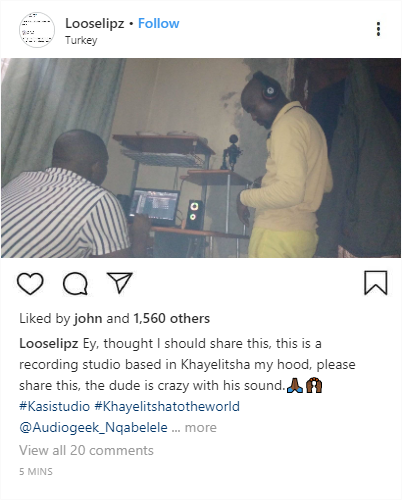 Looselipz • Follow
Turkey
Liked by john and 1,560 others
Looselipz Ey, thought I should share this, this is a
recording studio based in Khayelitsha my hood, please
share this, the dude is crazy with his sound.🙏🏿🙆🏿
#Kasistudio #Khayelitshatotheworld
@Audiogeek_Nqabelele ... more
View all 20 comments
5 MINS